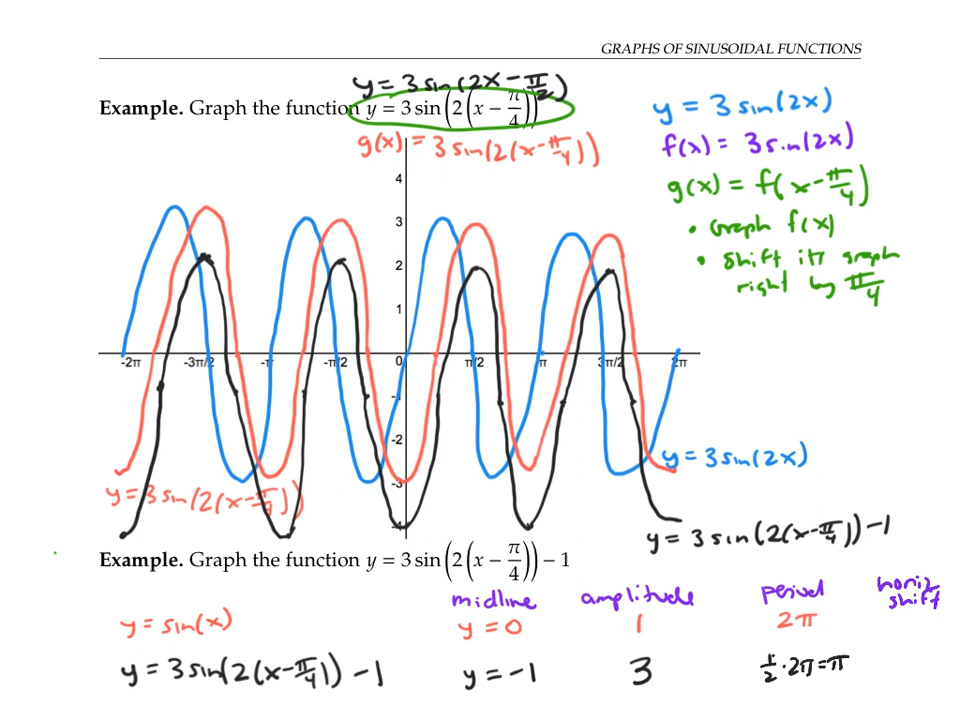 GRAPHS OF SINUSOIDAL FUNCTIONS
y = 3 sin(2x - π/2)
Example. Graph the function y = 3 sin(2(x − π/4))
g(x) = 3 sin(2(x - π/4))
y = 3 sin(2x)
f(x) = 3 sin(2x)
g(x) = f(x - π/4)
• Graph f(x)
• shift its graph
right by π/4
4
3
2
1
-2π -3π/2 -π -π/2 0 π/2 π 3π/2 2π
-1
-2
-3
-4
y = 3 sin(2x)
y = 3 sin(2(x - π/4))
y = 3 sin(2(x - π/4)) - 1
Example. Graph the function y = 3 sin(2(x − π/4)) − 1
midline amplitude period horiz shift
y = sin(x) y = 0 1 2π
y = 3 sin(2(x - π/4)) - 1 y = -1 3 1/2 · 2π = π